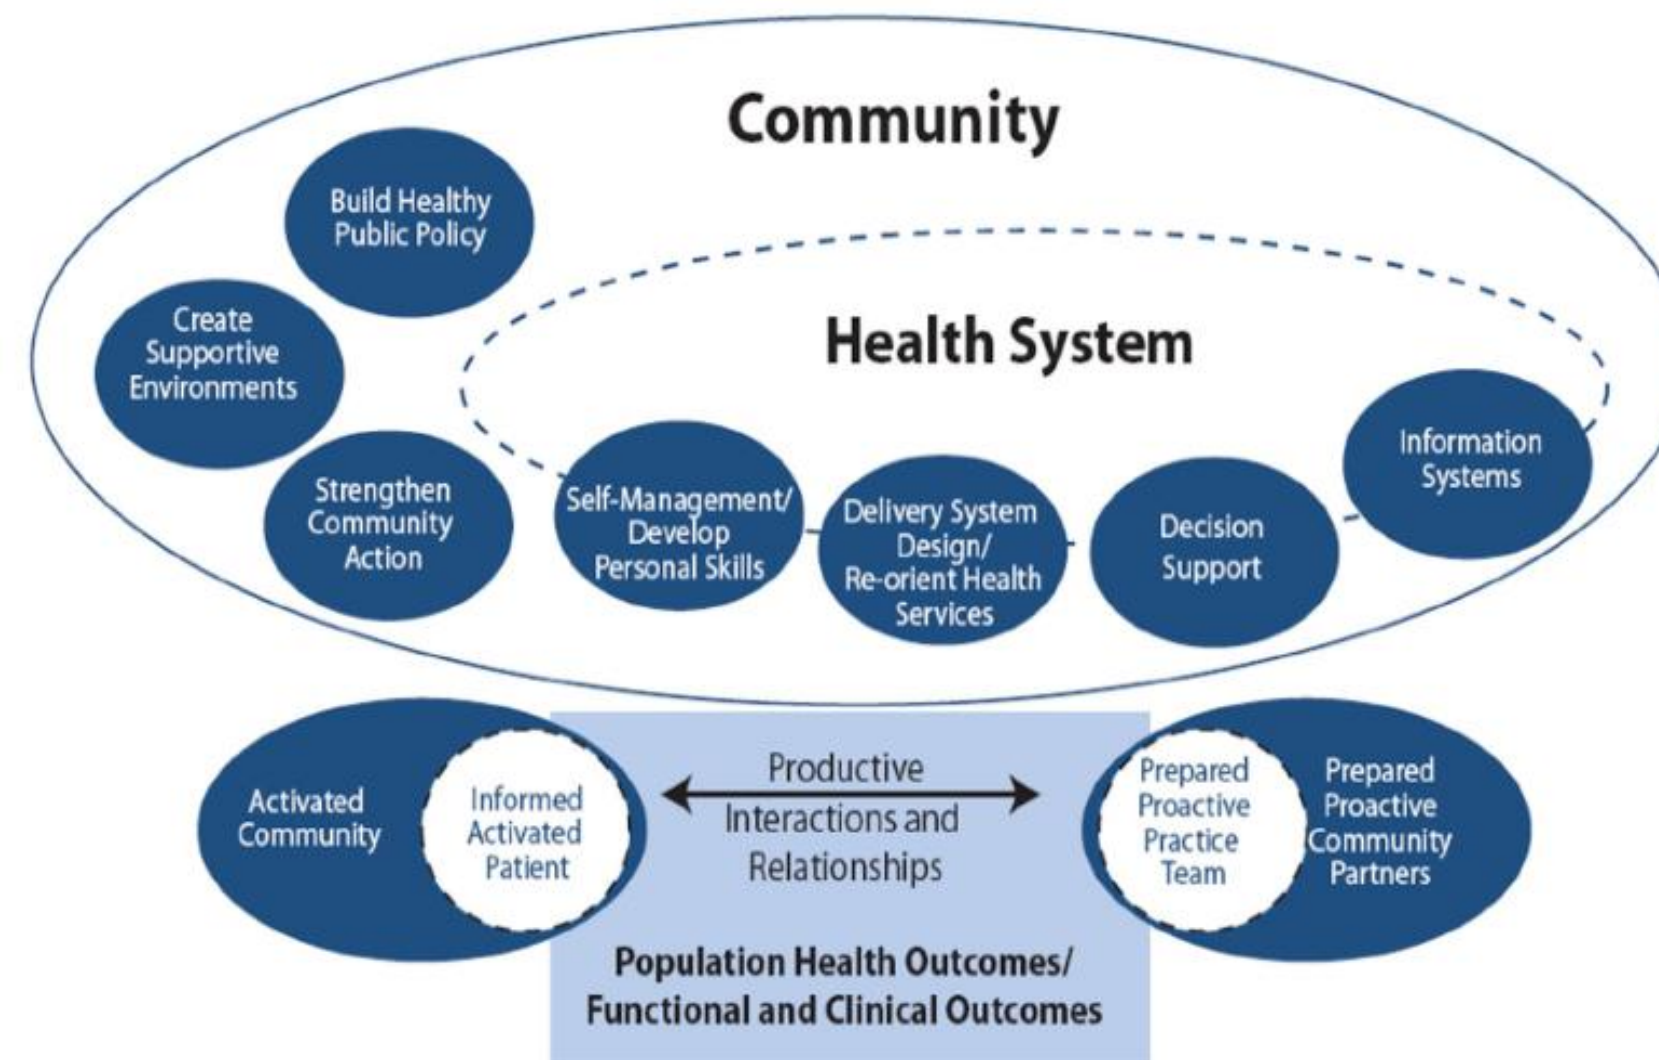 Community
Build Healthy
Public Policy
Health System
Create
Supportive
Environments
Strengthen
Community
Action
Self-Management/
Develop
Personal Skills
Delivery System
Design/
Re-orient Health
Services
Decision
Support
Information
Systems
Activated
Community
Informed
Activated
Patient
Productive
Interactions and
Relationships
Prepared
Proactive
Practice
Team
Prepared
Proactive
Community
Partners
Population Health Outcomes/
Functional and Clinical Outcomes